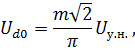 U_{d0} = \frac{m\sqrt{2}}{\pi} U_{у.н.},